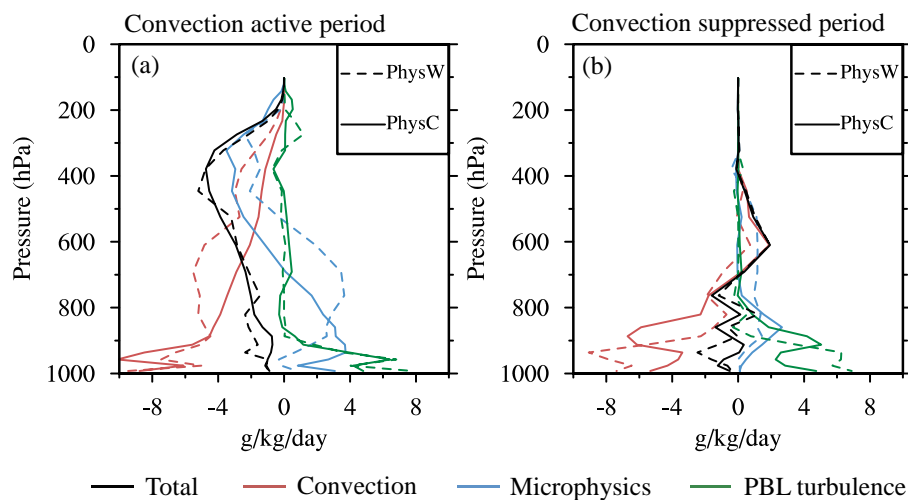 Convection active period
Convection suppressed period
(a)
PhysW
PhysC
(b)
PhysW
PhysC
Pressure (hPa)
0
200
400
600
800
1000
Pressure (hPa)
0
200
400
600
800
1000
-8 -4 0 4 8
-8 -4 0 4 8
g/kg/day
g/kg/day
Total Convection Microphysics PBL turbulence